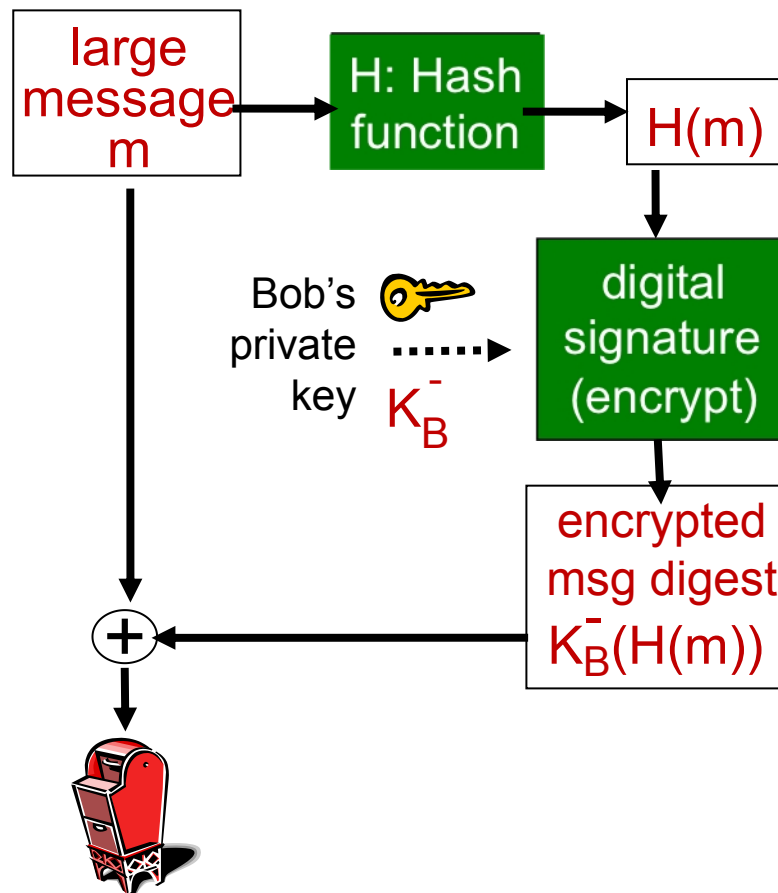 large
message
m
H: Hash
function
H(m)
Bob’s
private
key
K_B^-
digital
signature
(encrypt)
encrypted
msg digest
K_B^-(H(m))
+